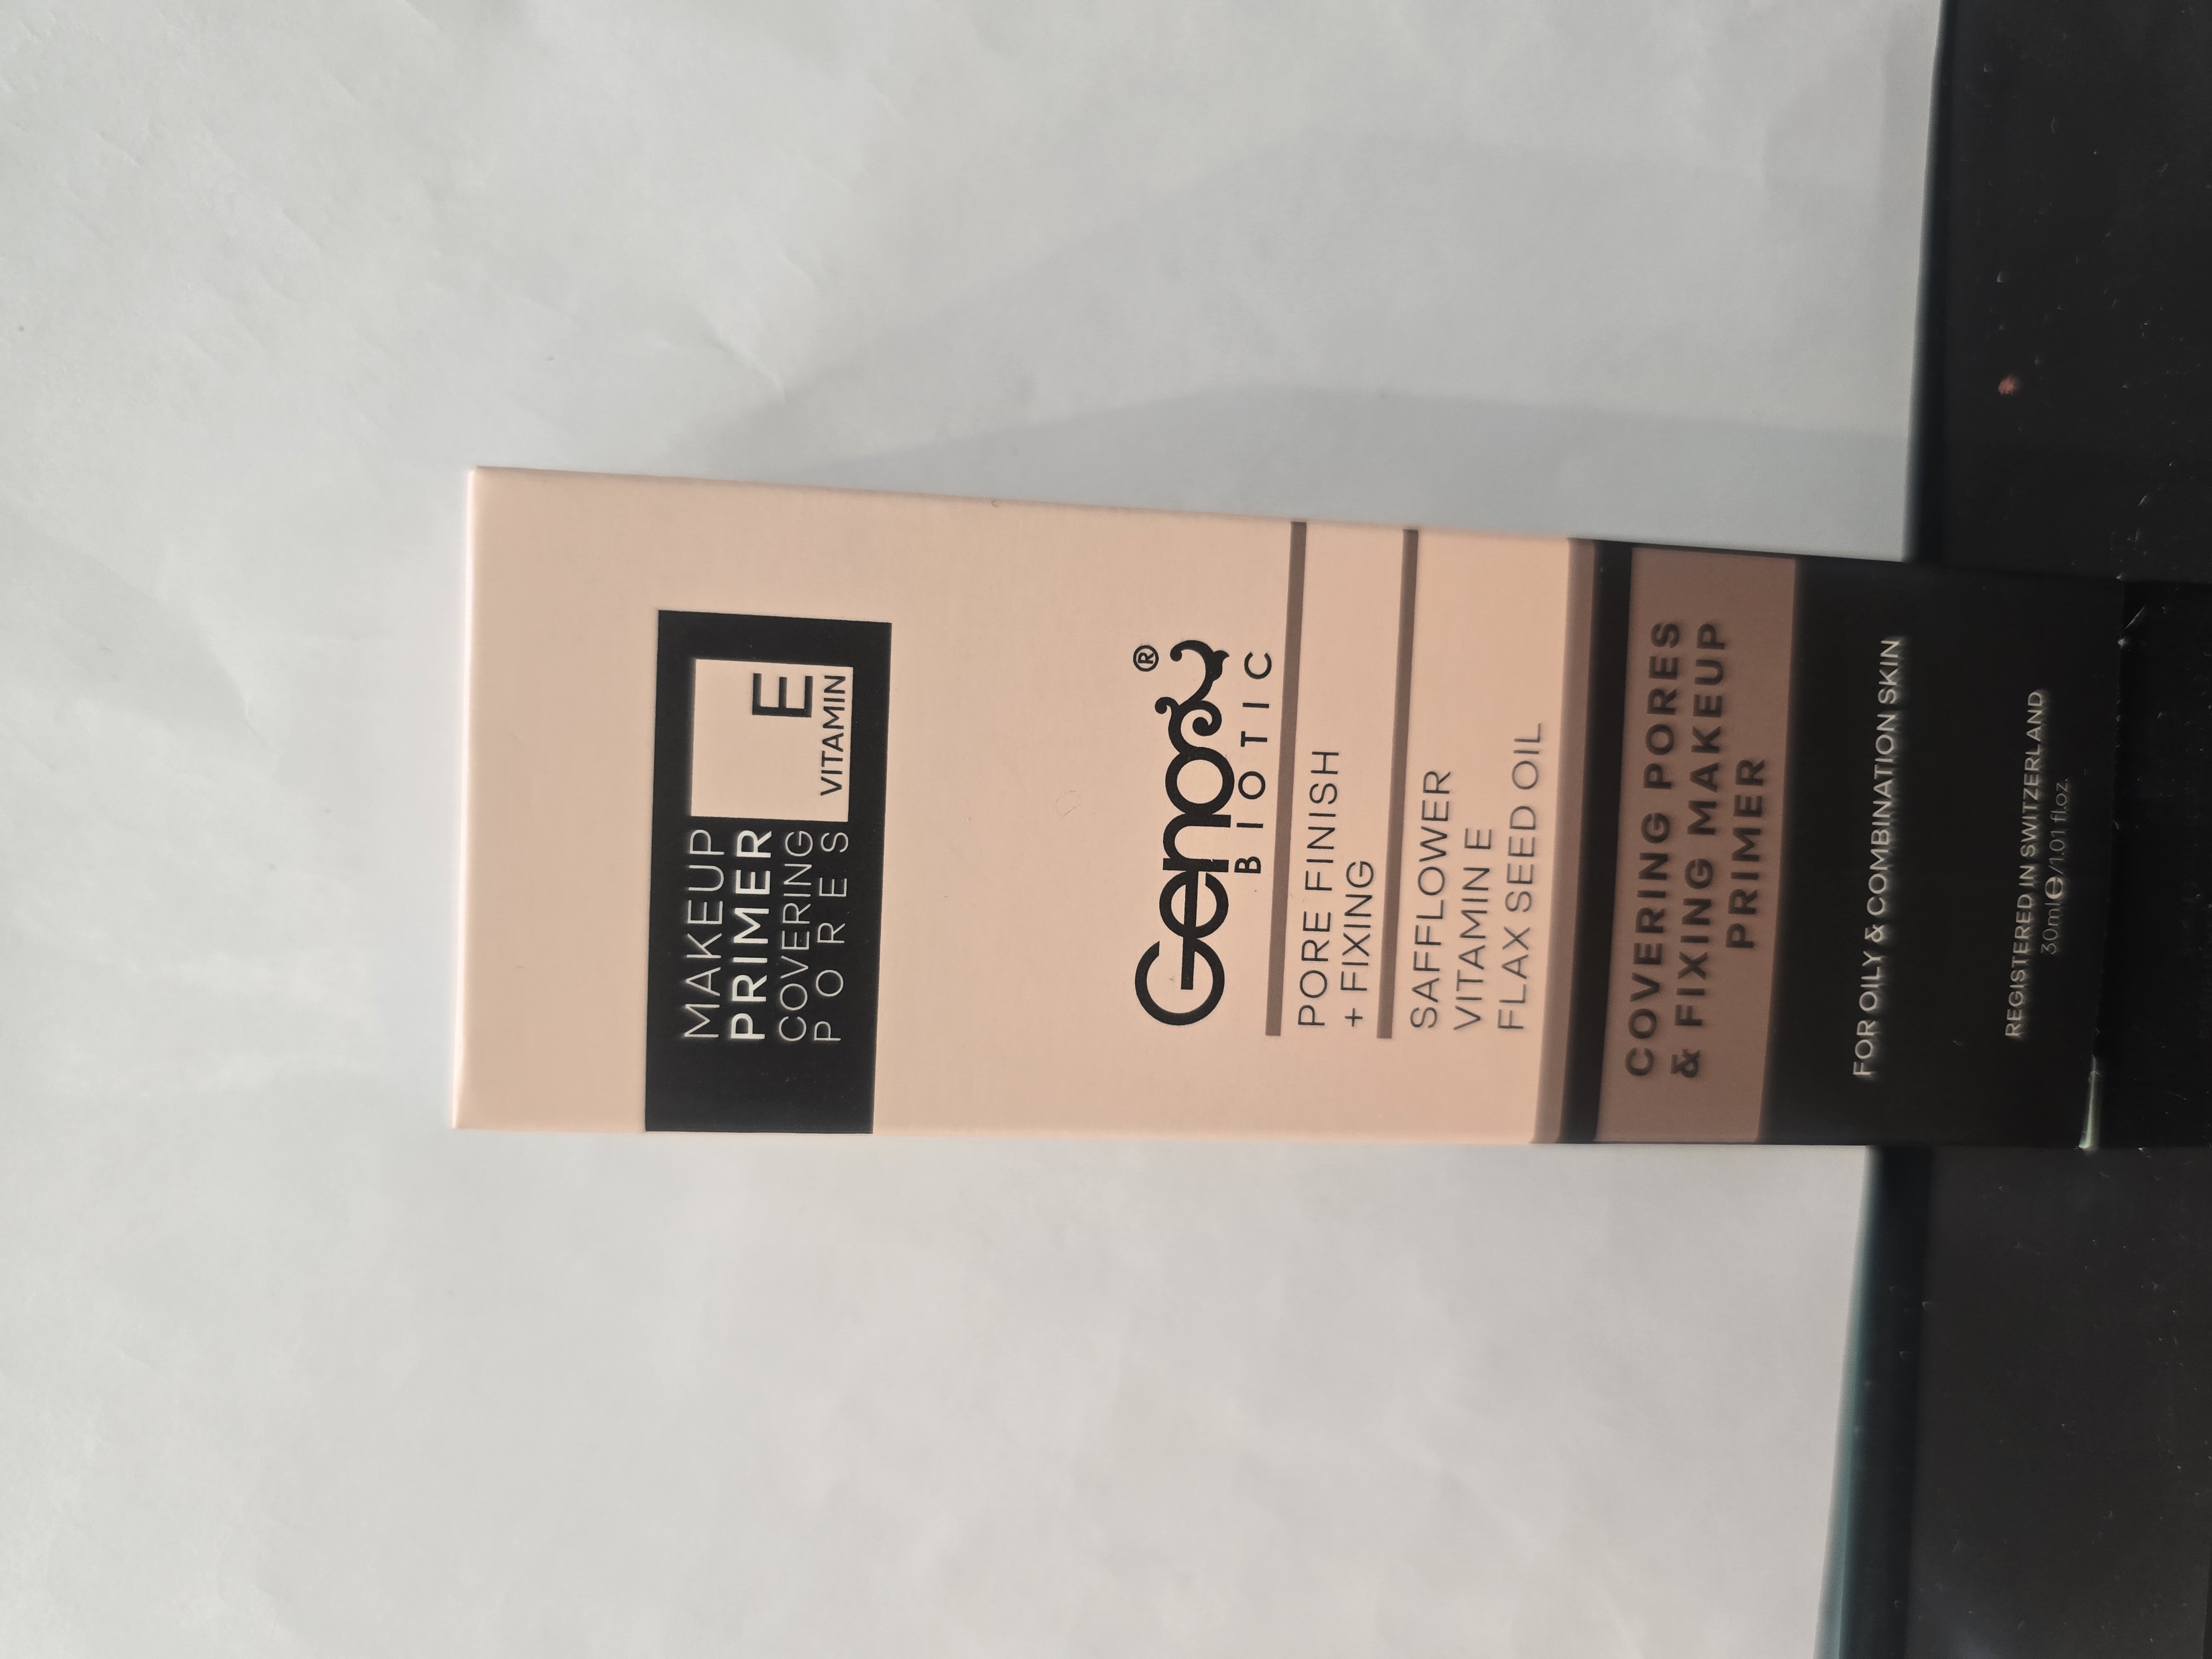 MAKEUP
PRIMER
COVERING
PORES
E
VITAMIN
Genosys®
BIOTIC
PORE FINISH
+ FIXING
SAFFLOWER
VITAMIN E
FLAX SEED OIL
COVERING PORES
& FIXING MAKEUP
PRIMER
FOR OILY & COMBINATION SKIN
REGISTERED IN SWITZERLAND
30ml℮/1.01 fl.oz.